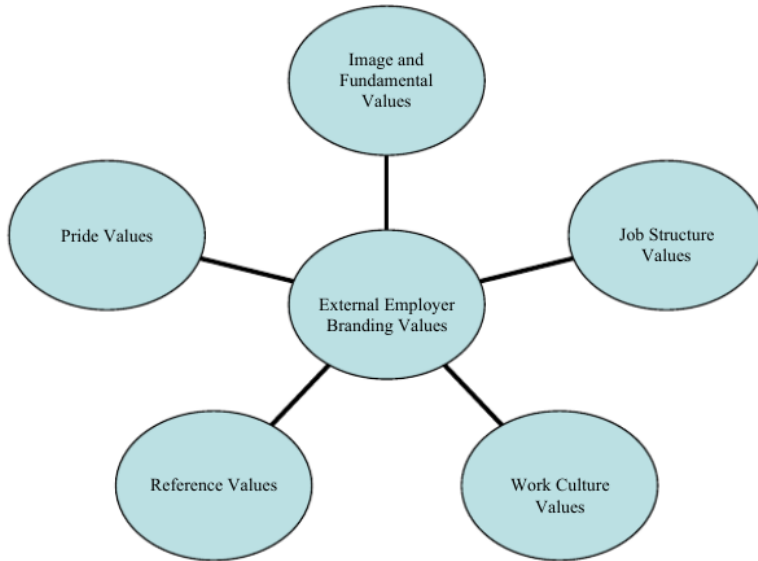 Image and
Fundamental
Values
Pride Values
Job Structure
Values
External Employer
Branding Values
Reference Values
Work Culture
Values